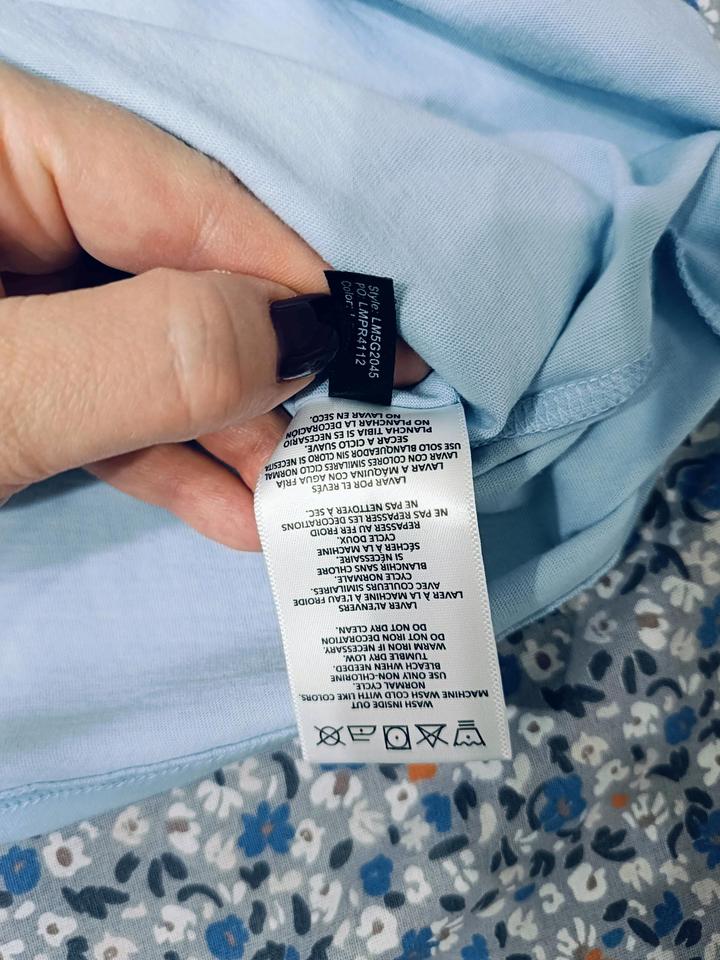 Style: LM5G2045
PO: LMPR4112
Color:
WASH INSIDE OUT
MACHINE WASH COLD WITH LIKE COLORS.
NORMAL CYCLE.
USE ONLY NON-CHLORINE
BLEACH WHEN NEEDED.
TUMBLE DRY LOW.
WARM IRON IF NECESSARY
DO NOT IRON DECORATION
DO NOT DRY CLEAN.
LAVER À L'ENVERS
LAVER À LA MACHINE À L'EAU FROIDE
AVEC COULEURS SIMILAIRES.
CYCLE NORMALE.
BLANCHIR SANS CHLORE
SI NÉCESSAIRE.
SÉCHER À LA MACHINE
CYCLE DOUX.
REPASSER AU FER FROID
NE PAS REPASSER LES DECORATIONS
NE PAS NETTOYER À SEC.
LAVAR POR EL REVÉS
LAVAR A MAQUINA CON AGUA FRÍA
LAVAR CON COLORES SIMILARES CICLO NORMAL
USE SOLO BLANQUEADOR SIN CLORO SI NECESITA
SECAR A CICLO SUAVE.
PLANCHA TIBIA SI ES NECESARIO
NO PLANCHAR LA DECORACIÓN
NO LAVAR EN SECO.